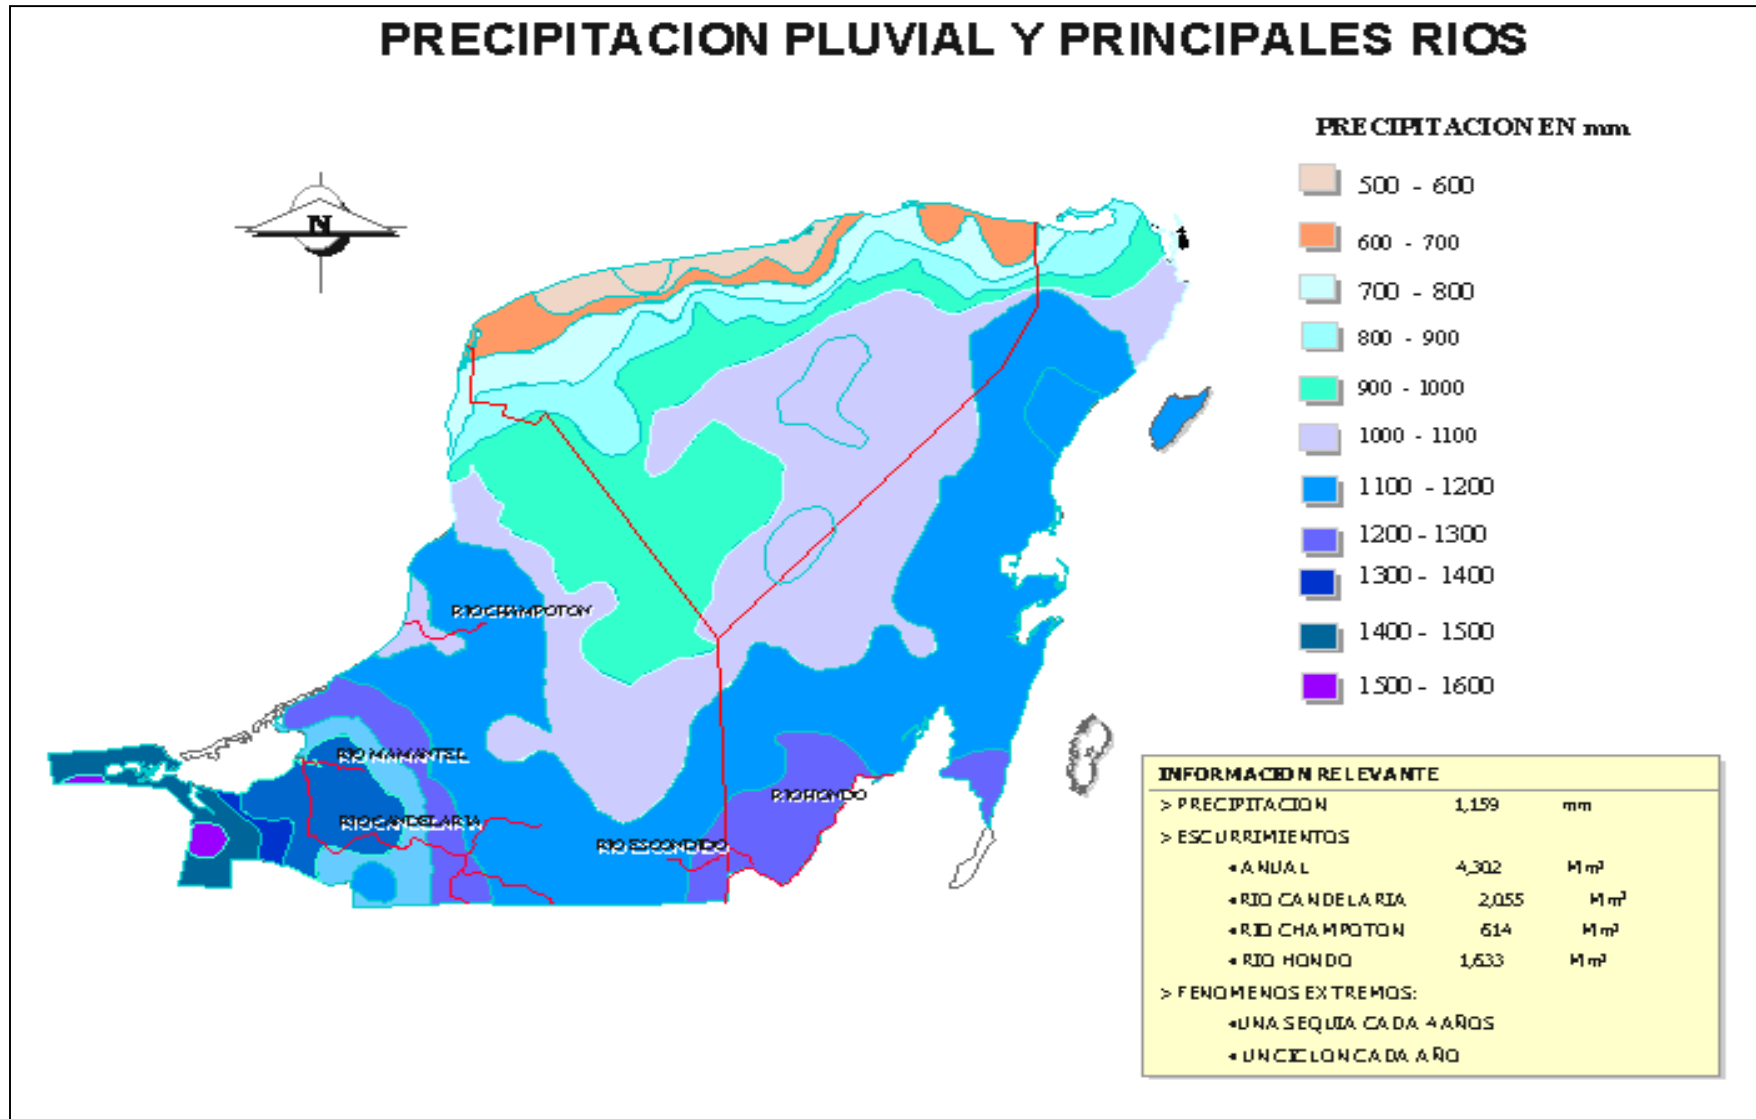 PRECIPITACION PLUVIAL Y PRINCIPALES RIOS
PRECIPITACION EN mm
500 - 600
600 - 700
700 - 800
800 - 900
900 - 1000
1000 - 1100
1100 - 1200
1200 - 1300
1300 - 1400
1400 - 1500
1500 - 1600
N
RIO CHAMPOTON
RIO MAMANTEL
RIO CANDELARIA
RIO ESCONDIDO
RIO HONDO
INFORMACION RELEVANTE
> PRECIPITACION 1,159 mm
> ESCURRIMIENTOS
• ANUAL 4,302 Mm³
• RIO CANDELARIA 2,055 Mm³
• RIO CHAMPOTON 614 Mm³
• RIO HONDO 1,633 Mm³
> FENOMENOS EXTREMOS:
• UNA SEQUIA CADA 4 AÑOS
• UN CICLON CADA AÑO